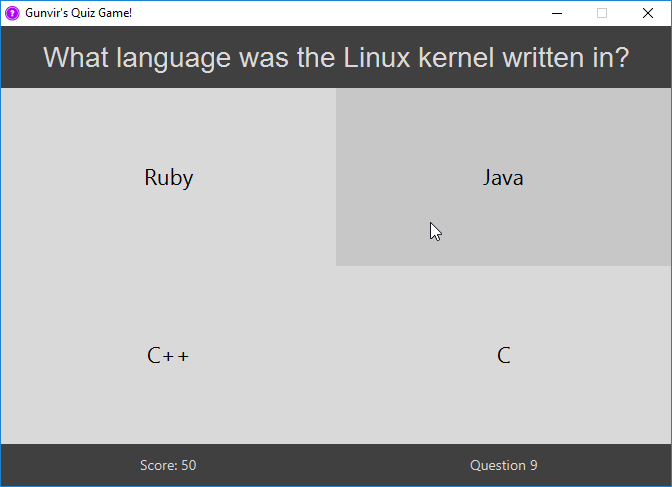 Gunvir's Quiz Game!
What language was the Linux kernel written in?
Ruby
Java
C++
C
Score: 50
Question 9